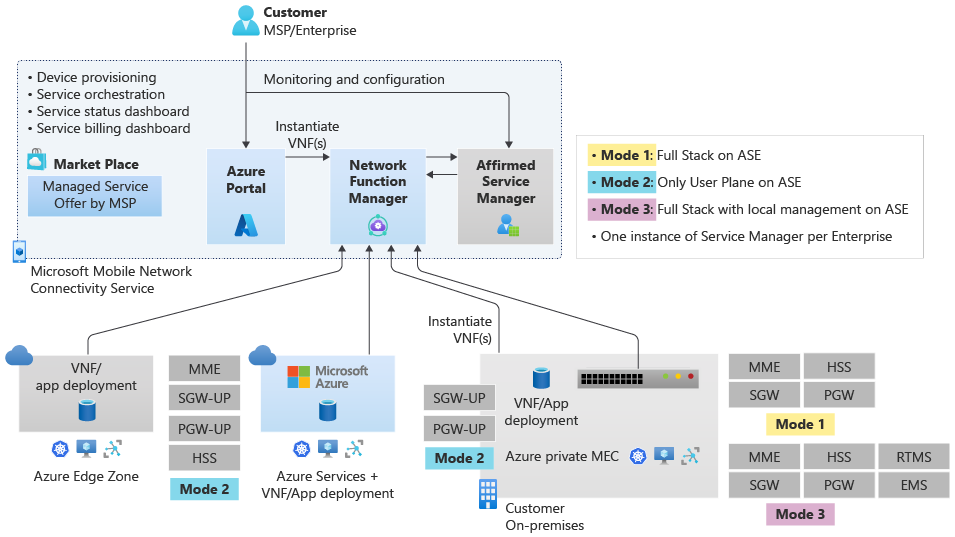 Customer
MSP/Enterprise
• Device provisioning
• Service orchestration
• Service status dashboard
• Service billing dashboard
Monitoring and configuration
Instantiate
VNF(s)
Market Place
Managed Service
Offer by MSP
Azure
Portal
Network
Function
Manager
Affirmed
Service
Manager
Microsoft Mobile Network
Connectivity Service
• Mode 1: Full Stack on ASE
• Mode 2: Only User Plane on ASE
• Mode 3: Full Stack with local management on ASE
• One instance of Service Manager per Enterprise
Instantiate
VNF(s)
VNF/
app deployment
Azure Edge Zone
MME
SGW-UP
PGW-UP
HSS
Mode 2
Microsoft
Azure
Azure Services +
VNF/App deployment
SGW-UP
PGW-UP
Mode 2
VNF/App
deployment
Azure private MEC
Customer
On-premises
MME HSS
SGW PGW
Mode 1
MME HSS RTMS
SGW PGW EMS
Mode 3